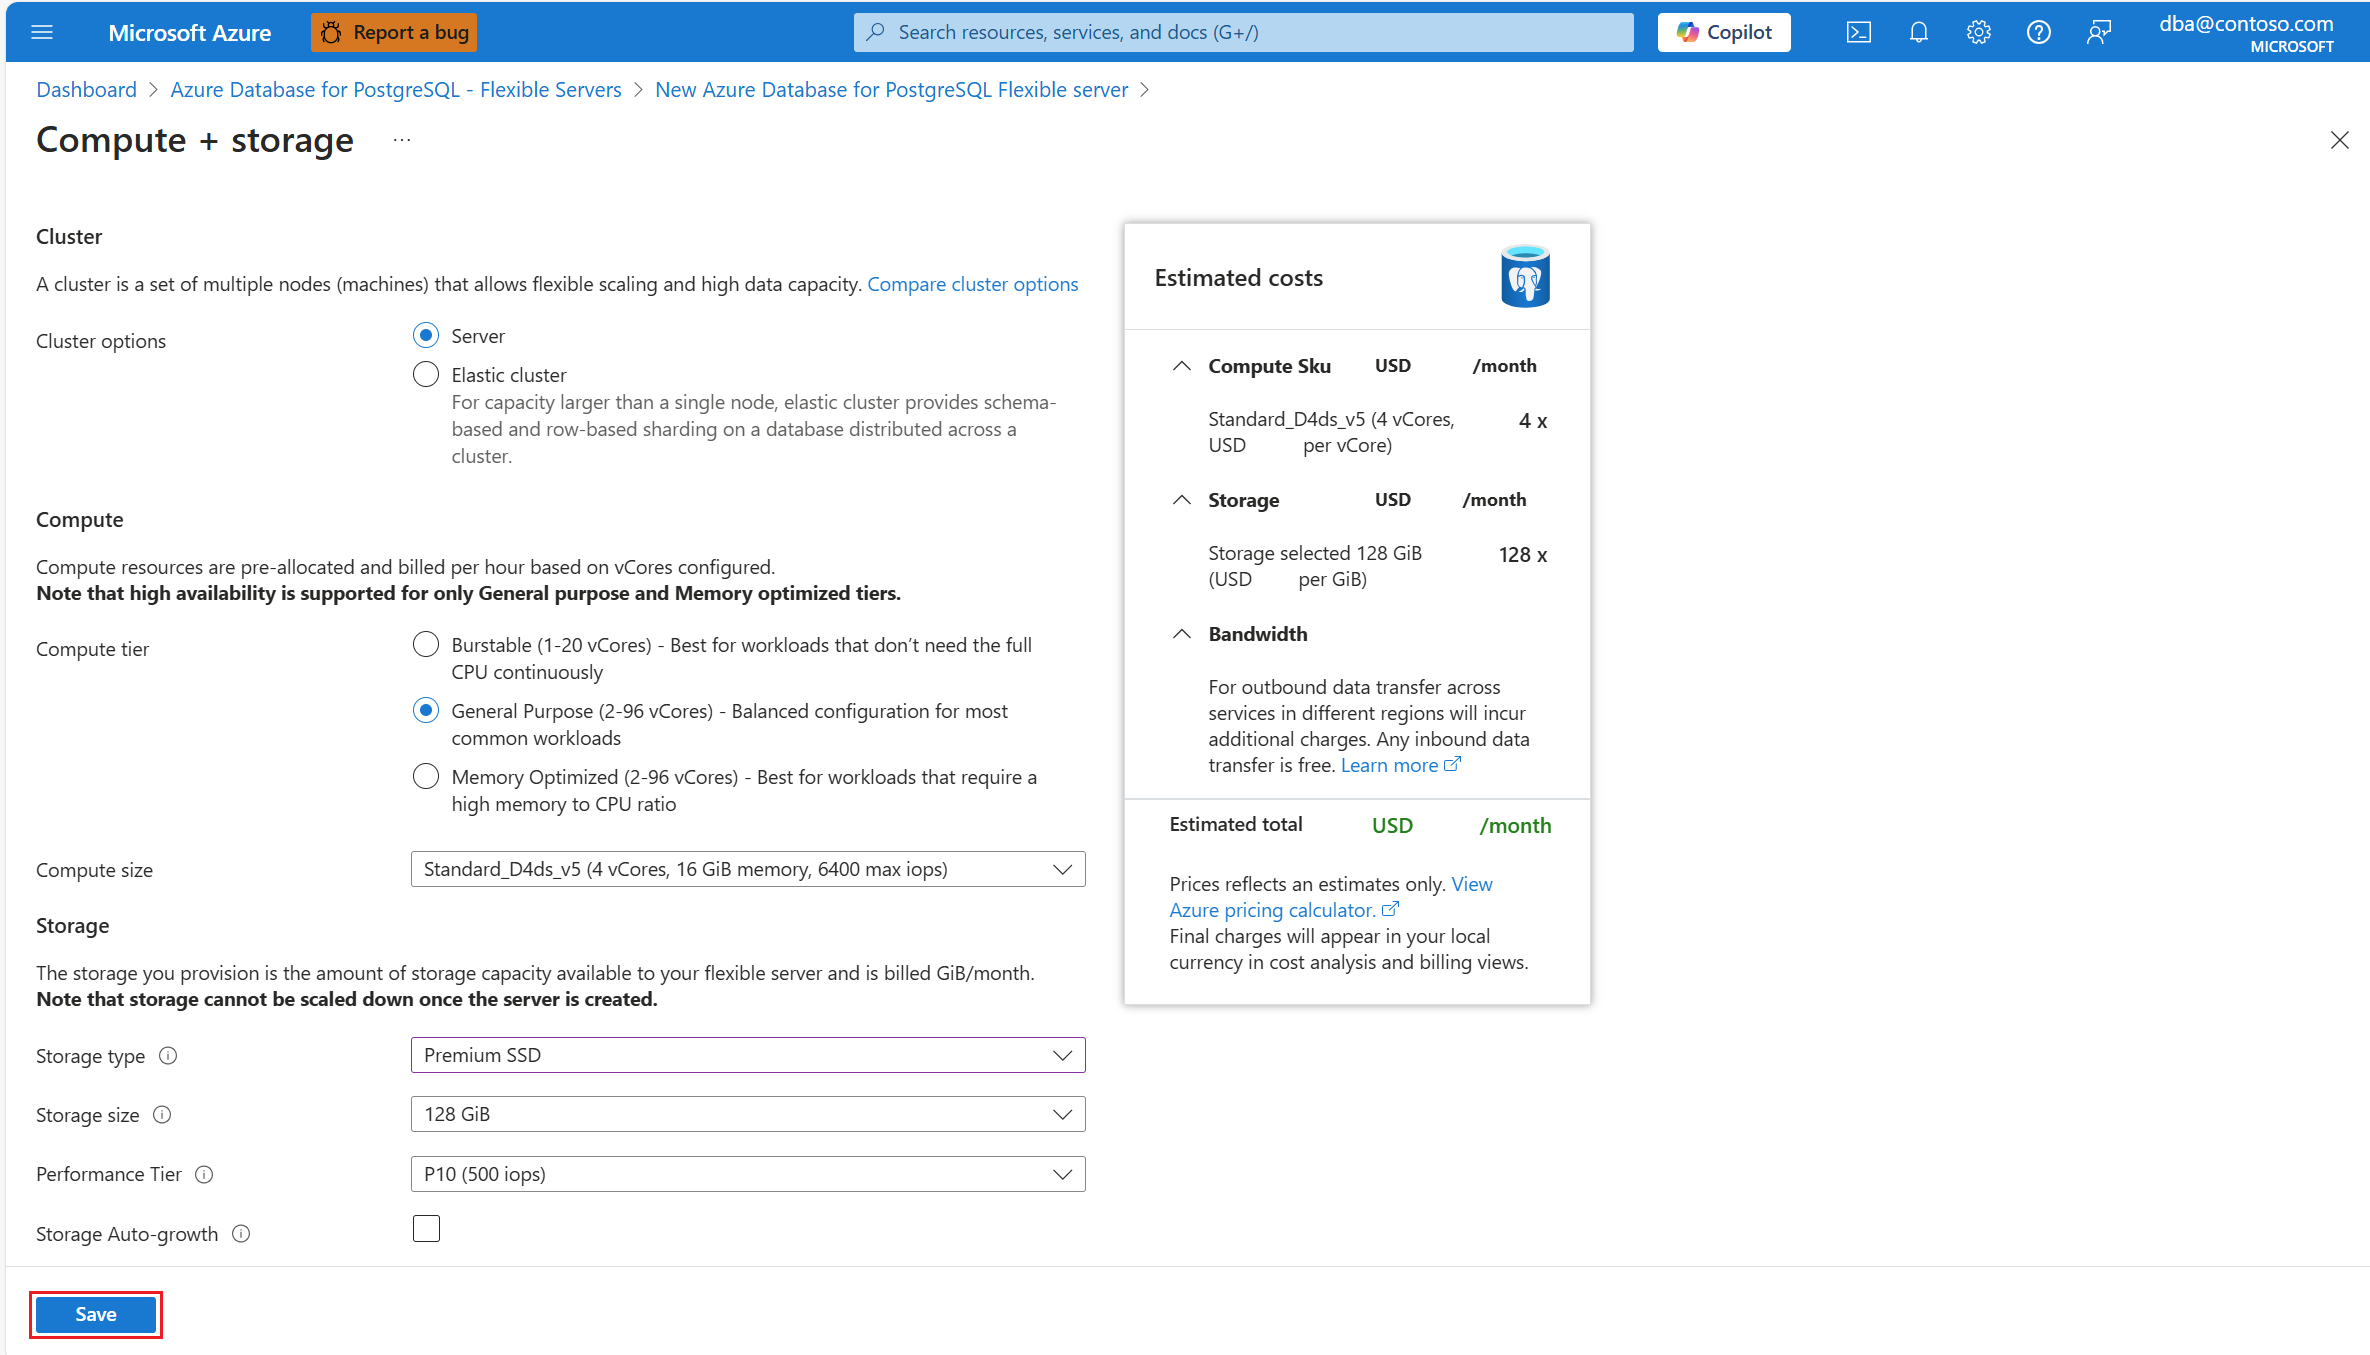 Microsoft Azure
Report a bug
Search resources, services, and docs (G+/)
Copilot
dba@contoso.com
MICROSOFT
Dashboard > Azure Database for PostgreSQL - Flexible Servers > New Azure Database for PostgreSQL Flexible server >
Compute + storage ...
Cluster
A cluster is a set of multiple nodes (machines) that allows flexible scaling and high data capacity. Compare cluster options
Cluster options
Server
Elastic cluster
For capacity larger than a single node, elastic cluster provides schema-
based and row-based sharding on a database distributed across a
cluster.
Compute
Compute resources are pre-allocated and billed per hour based on vCores configured.
Note that high availability is supported for only General purpose and Memory optimized tiers.
Compute tier
Burstable (1-20 vCores) - Best for workloads that don’t need the full
CPU continuously
General Purpose (2-96 vCores) - Balanced configuration for most
common workloads
Memory Optimized (2-96 vCores) - Best for workloads that require a
high memory to CPU ratio
Compute size
Standard_D4ds_v5 (4 vCores, 16 GiB memory, 6400 max iops)
Storage
The storage you provision is the amount of storage capacity available to your flexible server and is billed GiB/month.
Note that storage cannot be scaled down once the server is created.
Storage type
Premium SSD
Storage size
128 GiB
Performance Tier
P10 (500 iops)
Storage Auto-growth
Save
Estimated costs
Compute Sku USD /month
Standard_D4ds_v5 (4 vCores, 4 x
USD per vCore)
Storage USD /month
Storage selected 128 GiB 128 x
(USD per GiB)
Bandwidth
For outbound data transfer across
services in different regions will incur
additional charges. Any inbound data
transfer is free. Learn more
Estimated total USD /month
Prices reflects an estimates only. View
Azure pricing calculator.
Final charges will appear in your local
currency in cost analysis and billing views.